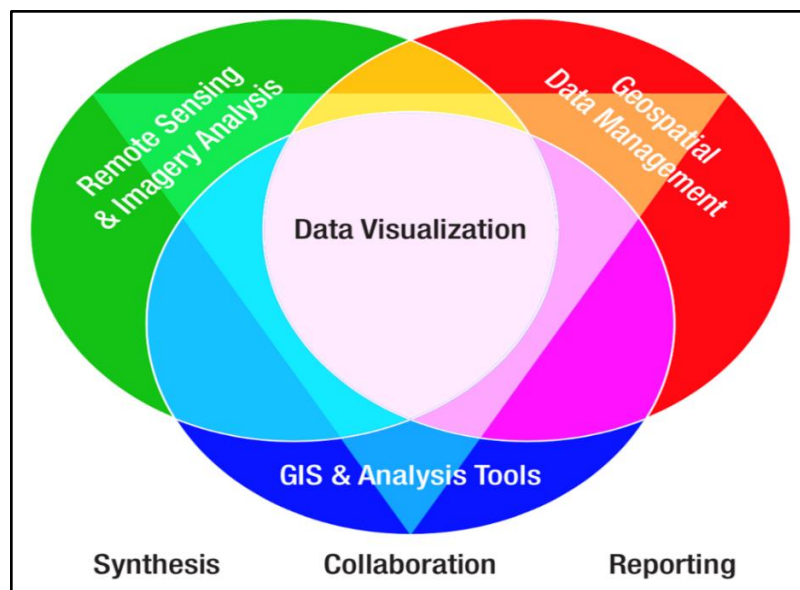 Remote Sensing
& Imagery Analysis
Geospatial
Data Management
Data Visualization
GIS & Analysis Tools
Synthesis
Collaboration
Reporting